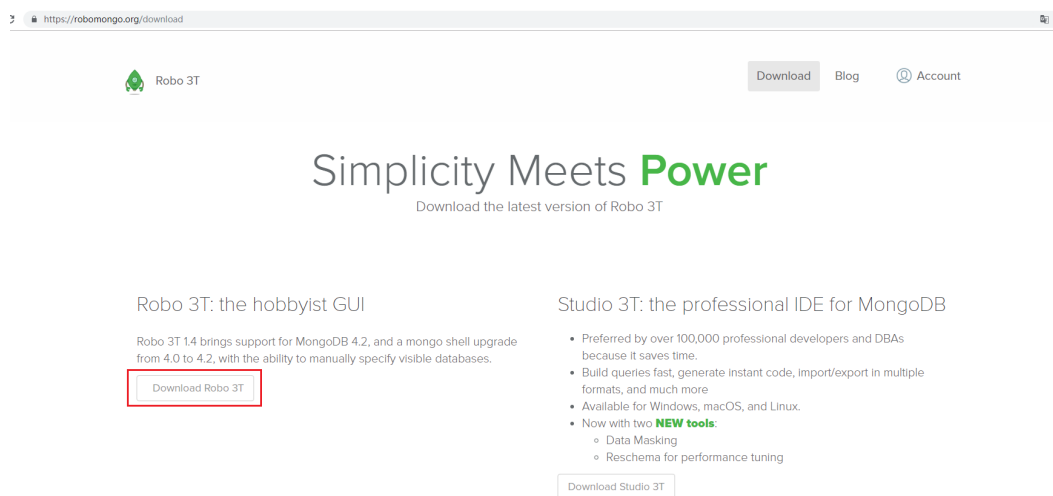 https://robomongo.org/download
Robo 3T
Download Blog Account
Simplicity Meets Power
Download the latest version of Robo 3T
Robo 3T: the hobbyist GUI
Robo 3T 1.4 brings support for MongoDB 4.2, and a mongo shell upgrade
from 4.0 to 4.2, with the ability to manually specify visible databases.
Download Robo 3T
Studio 3T: the professional IDE for MongoDB
Preferred by over 100,000 professional developers and DBAs
because it saves time.
Build queries fast, generate instant code, import/export in multiple
formats, and much more
Available for Windows, macOS, and Linux.
Now with two NEW tools:
Data Masking
Reschema for performance tuning
Download Studio 3T